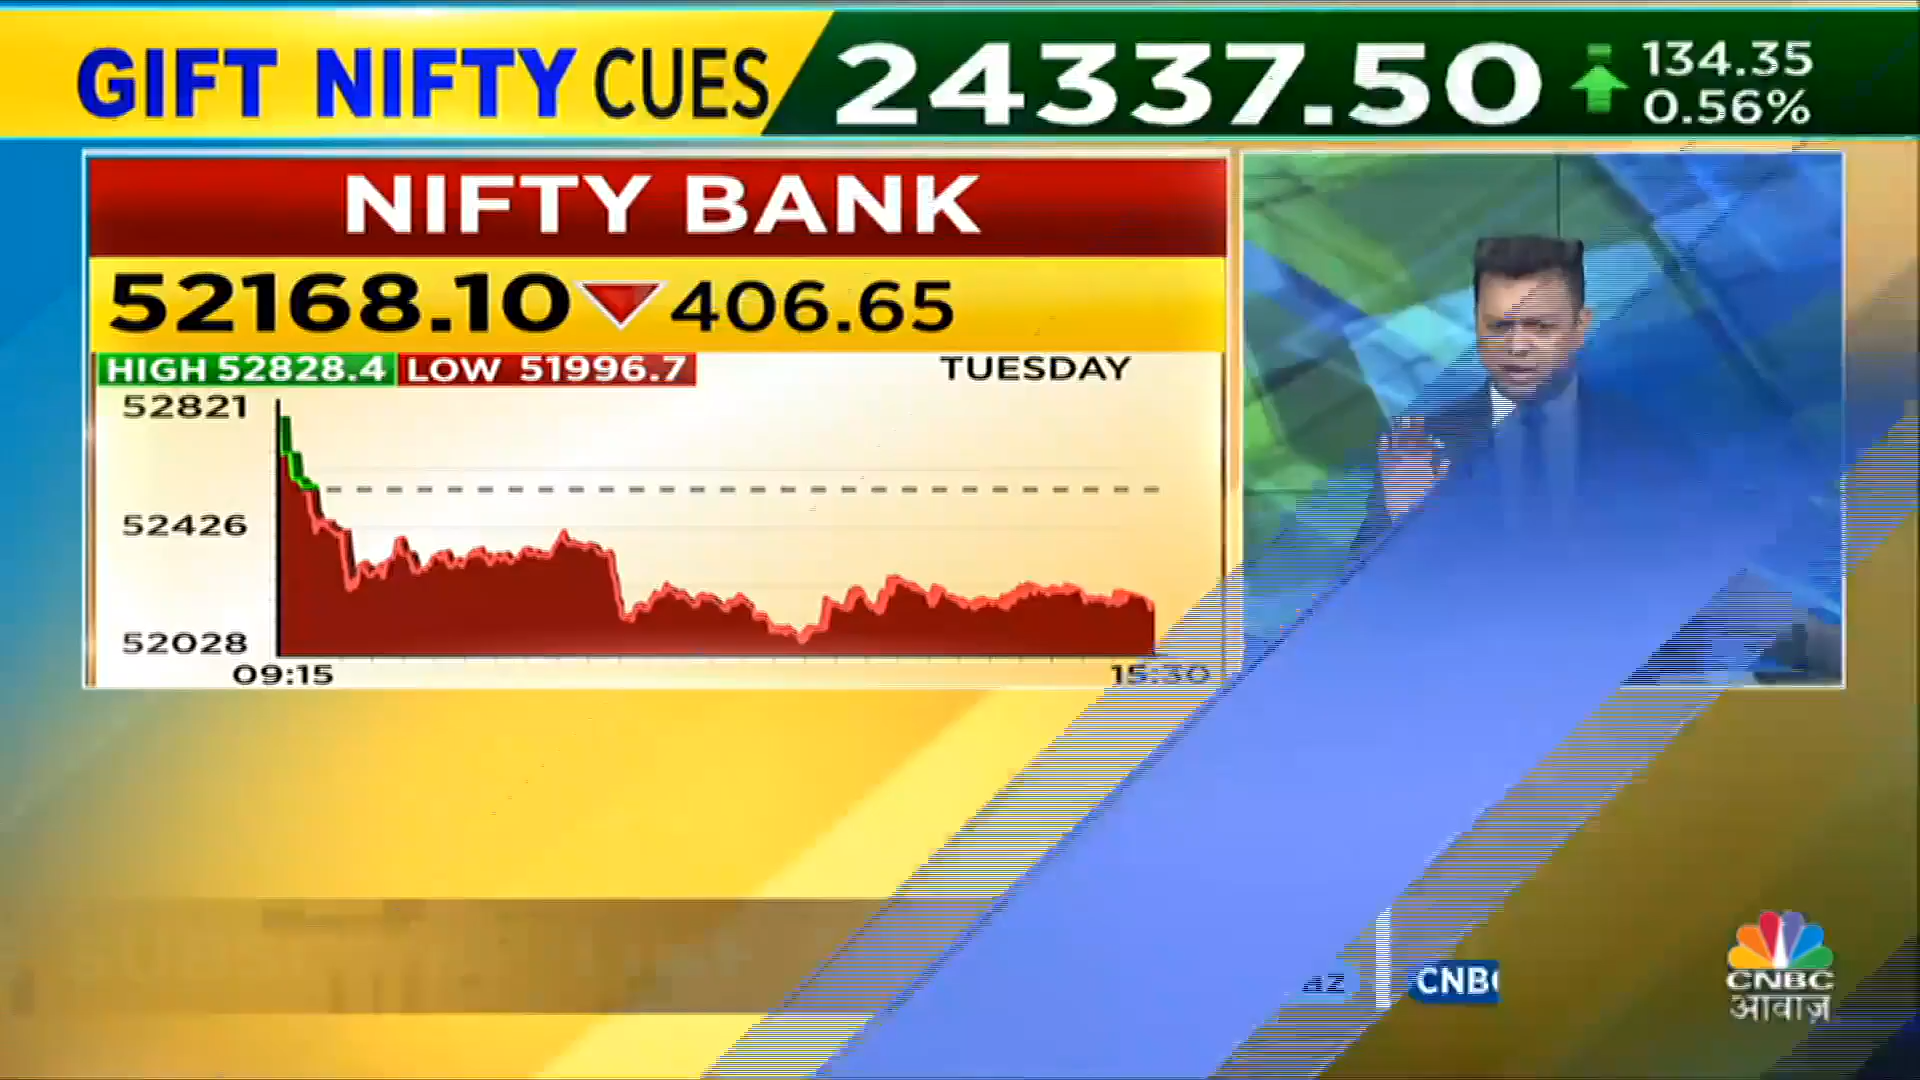 GIFT NIFTY CUES
24337.50
134.35
0.56%
NIFTY BANK
52168.10 406.65
HIGH 52828.4 LOW 51996.7
TUESDAY
52821
52426
52028
09:15
15:30
CNBC
आवाज़